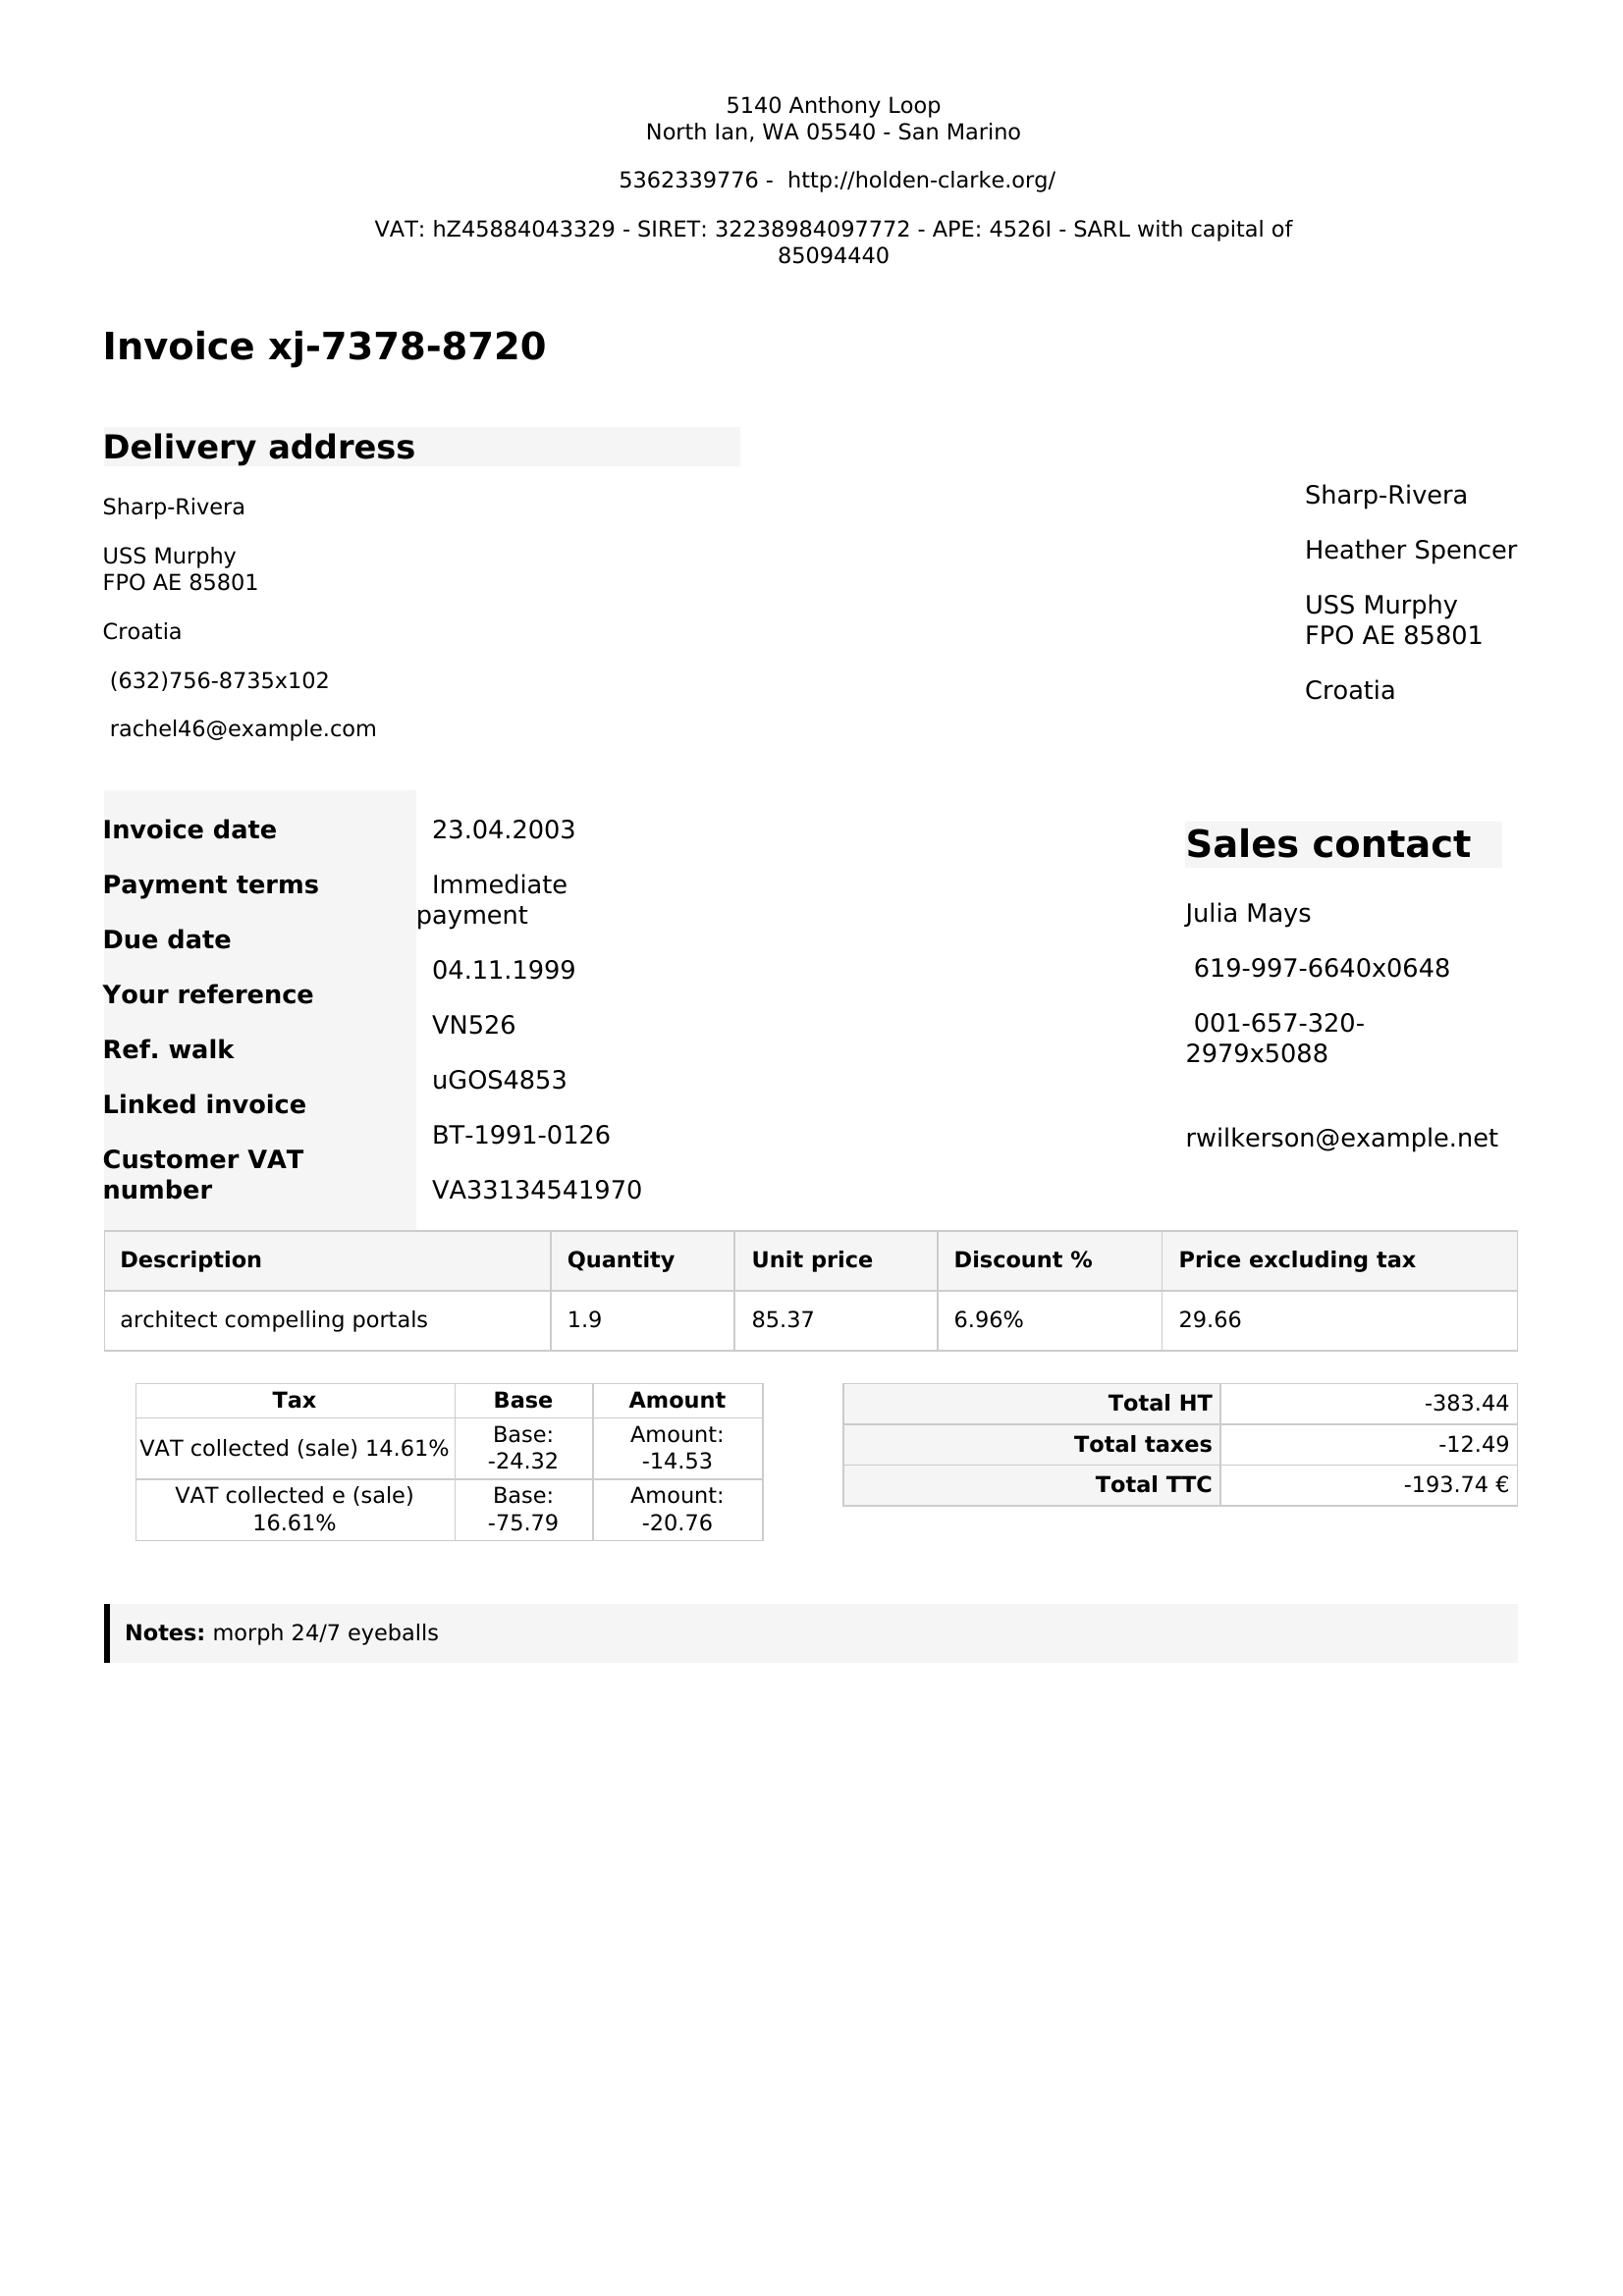 5140 Anthony Loop
North Ian, WA 05540 - San Marino
5362339776 - http://holden-clarke.org/
VAT: hZ45884043329 - SIRET: 32238984097772 - APE: 4526I - SARL with capital of
85094440
Invoice xj-7378-8720
Delivery address
Sharp-Rivera
USS Murphy
FPO AE 85801
Croatia
(632)756-8735x102
rachel46@example.com
Sharp-Rivera
Heather Spencer
USS Murphy
FPO AE 85801
Croatia
Invoice date
Payment terms
Due date
Your reference
Ref. walk
Linked invoice
Customer VAT
number
23.04.2003
Immediate
payment
04.11.1999
VN526
uGOS4853
BT-1991-0126
VA33134541970
Sales contact
Julia Mays
619-997-6640x0648
001-657-320-
2979x5088
rwilkerson@example.net
Description Quantity Unit price Discount % Price excluding tax
architect compelling portals 1.9 85.37 6.96% 29.66
Tax Base Amount
VAT collected (sale) 14.61% Base: -24.32 Amount: -14.53
VAT collected e (sale) 16.61% Base: -75.79 Amount: -20.76
Total HT -383.44
Total taxes -12.49
Total TTC -193.74 €
Notes: morph 24/7 eyeballs